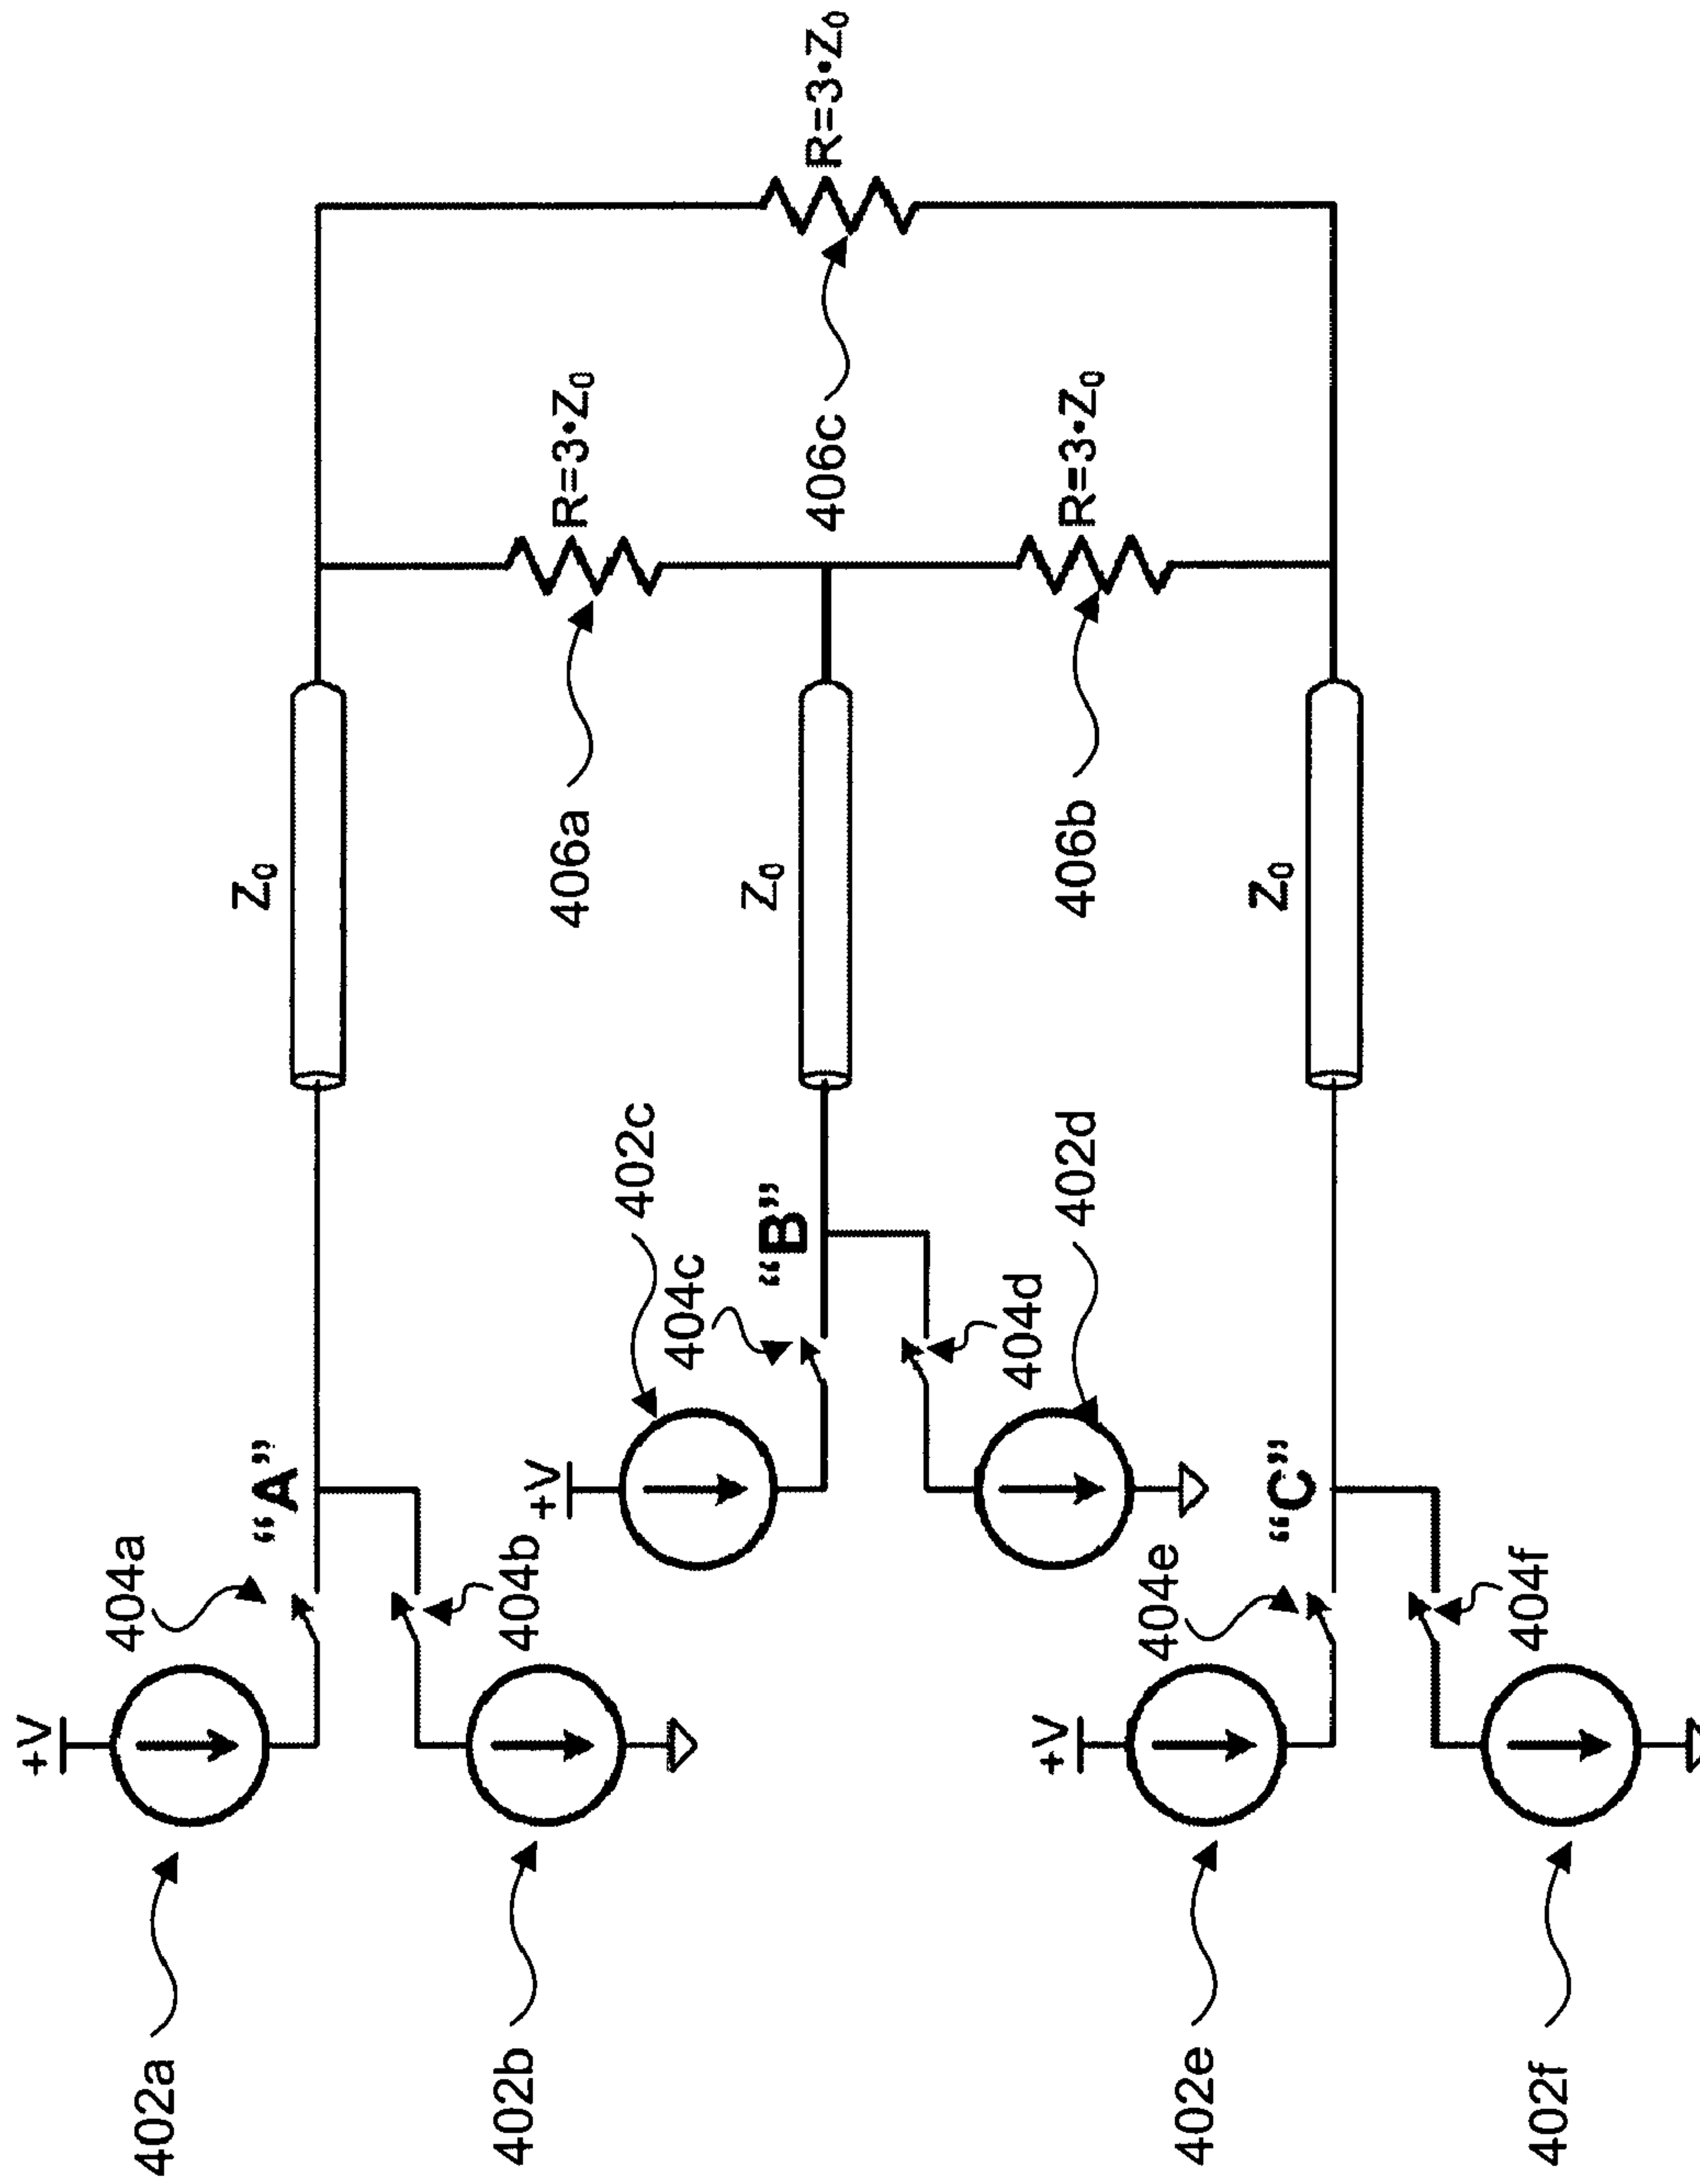 402a
+V
404a
"A"
Z₀
402b
404b
406a
R=3•Z₀
+V
402c
404c
"B"
Z₀
406c
R=3•Z₀
404d
402d
406b
R=3•Z₀
402e
+V
404e
"C"
Z₀
402f
404f